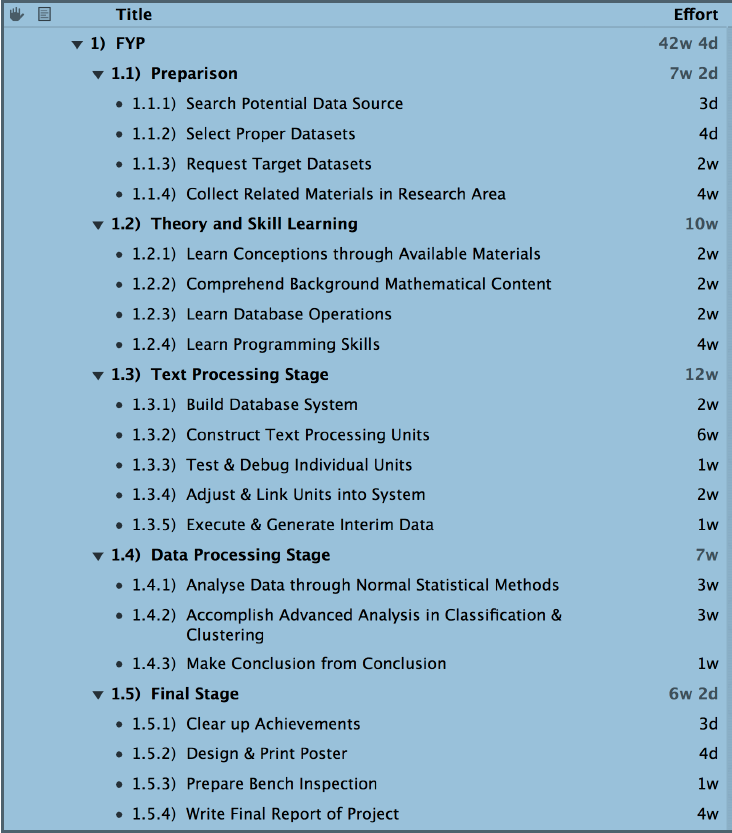 Title Effort
1) FYP 42w 4d
1.1) Preparison 7w 2d
1.1.1) Search Potential Data Source 3d
1.1.2) Select Proper Datasets 4d
1.1.3) Request Target Datasets 2w
1.1.4) Collect Related Materials in Research Area 4w
1.2) Theory and Skill Learning 10w
1.2.1) Learn Conceptions through Available Materials 2w
1.2.2) Comprehend Background Mathematical Content 2w
1.2.3) Learn Database Operations 2w
1.2.4) Learn Programming Skills 4w
1.3) Text Processing Stage 12w
1.3.1) Build Database System 2w
1.3.2) Construct Text Processing Units 6w
1.3.3) Test & Debug Individual Units 1w
1.3.4) Adjust & Link Units into System 2w
1.3.5) Execute & Generate Interim Data 1w
1.4) Data Processing Stage 7w
1.4.1) Analyse Data through Normal Statistical Methods 3w
1.4.2) Accomplish Advanced Analysis in Classification & 3w
Clustering
1.4.3) Make Conclusion from Conclusion 1w
1.5) Final Stage 6w 2d
1.5.1) Clear up Achievements 3d
1.5.2) Design & Print Poster 4d
1.5.3) Prepare Bench Inspection 1w
1.5.4) Write Final Report of Project 4w